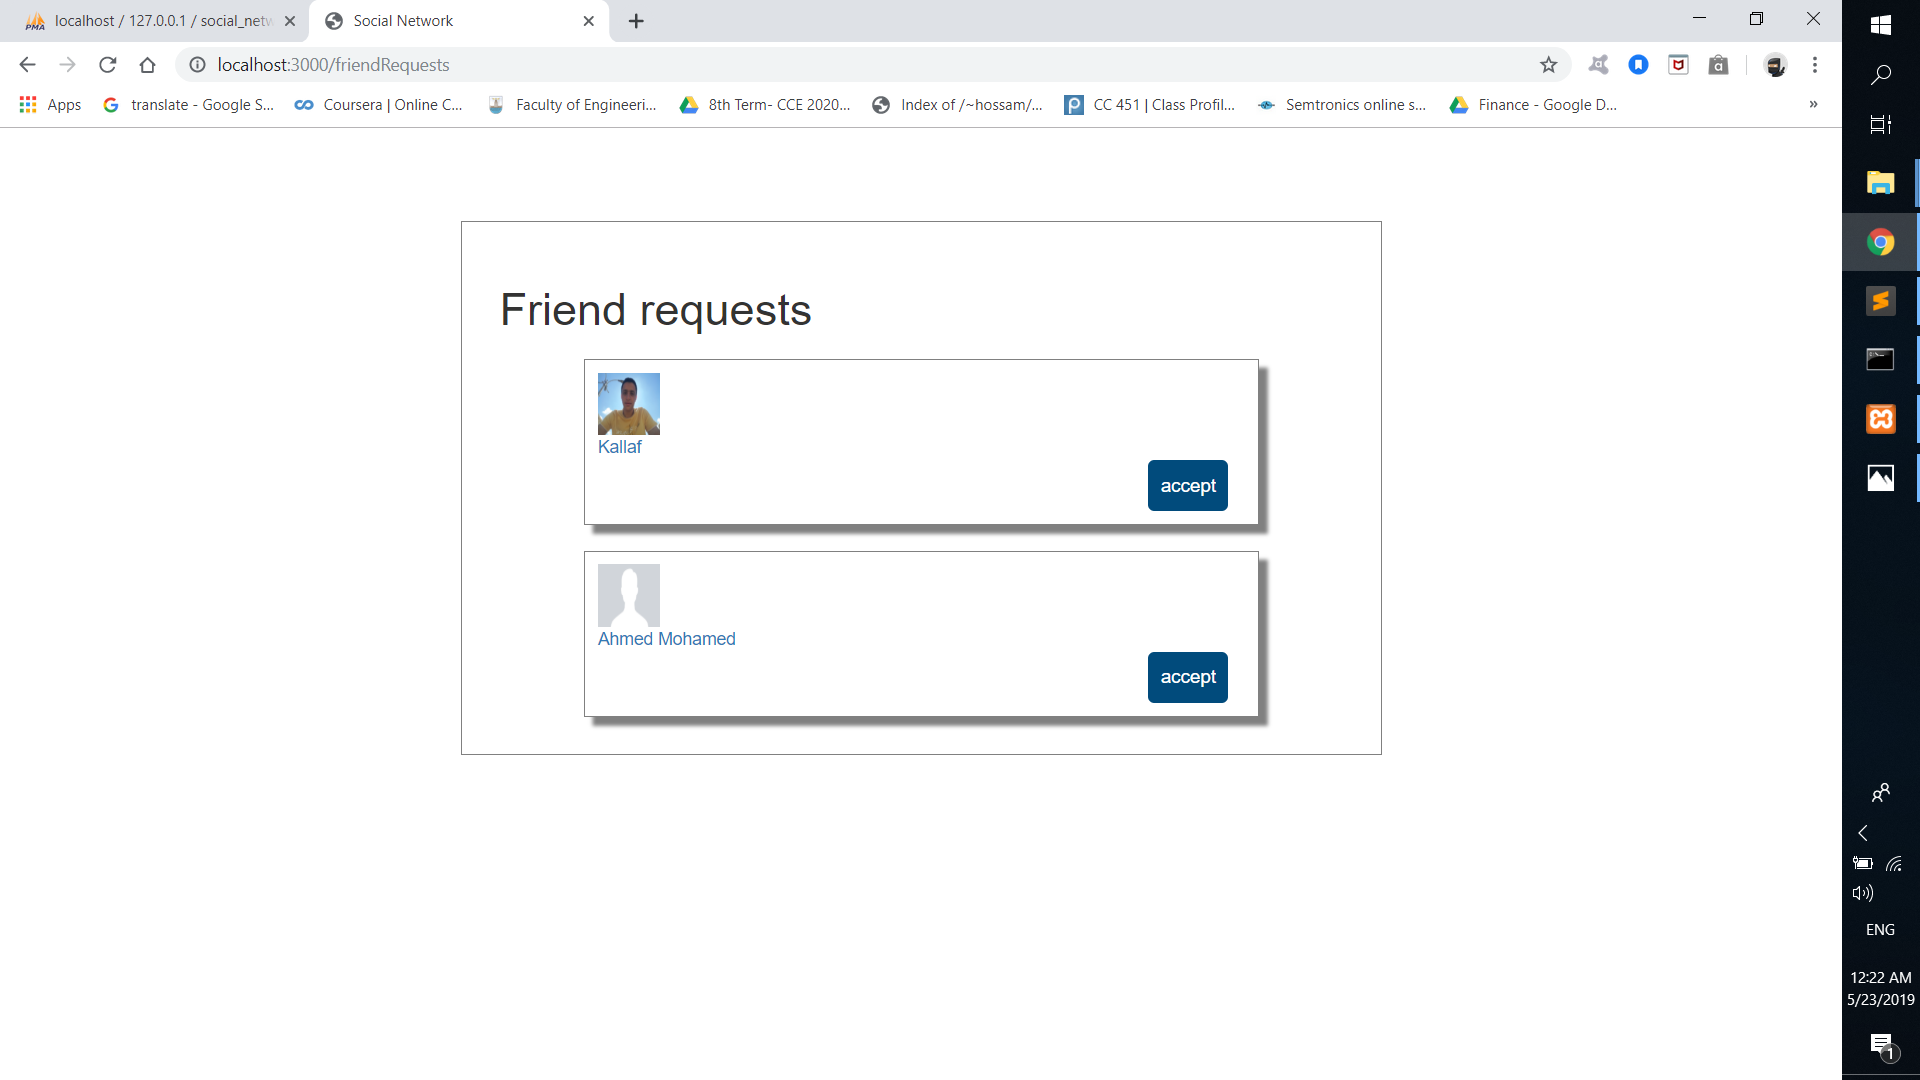 localhost / 127.0.0.1 / social_netw
Social Network
localhost:3000/friendRequests
Apps
translate - Google S...
Coursera | Online C...
Faculty of Engineeri...
8th Term- CCE 2020...
Index of /~hossam/...
CC 451 | Class Profil...
Semtronics online s...
Finance - Google D...
»
Friend requests
Kallaf
accept
Ahmed Mohamed
accept
ENG
12:22 AM
5/23/2019
1